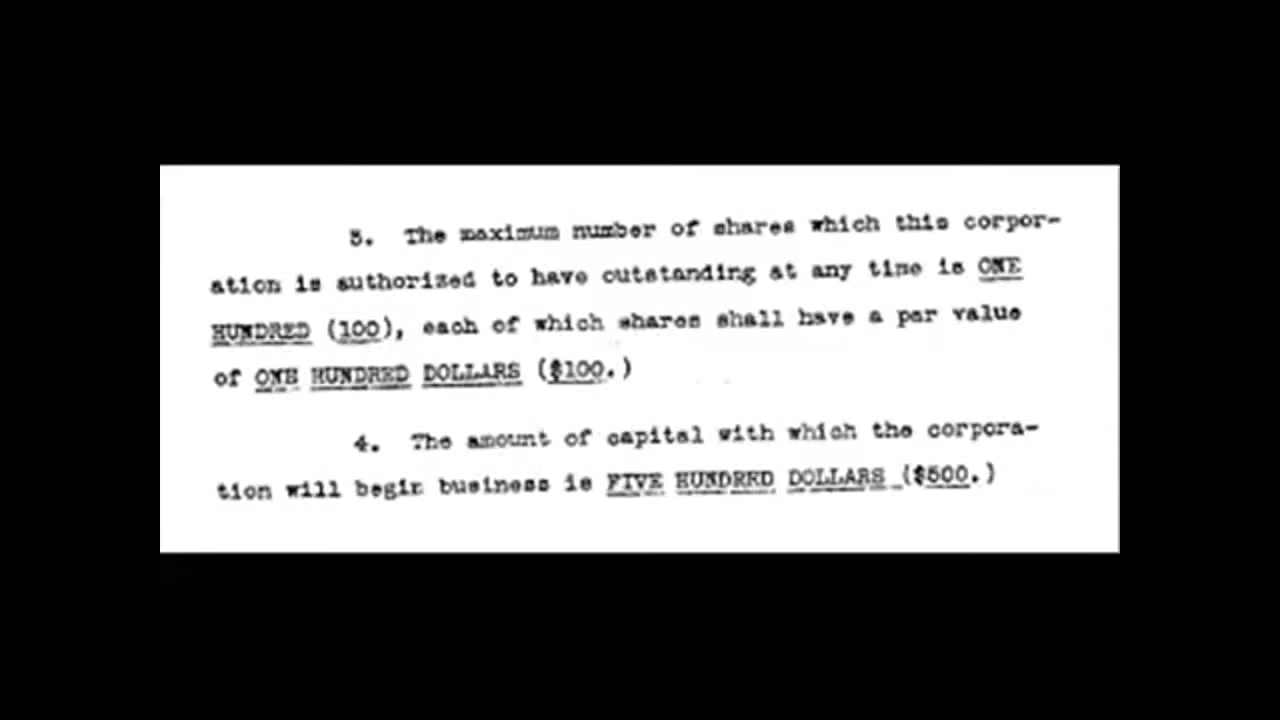 3. The maximum number of shares which this corpor-
ation is authorized to have outstanding at any time is ONE
HUNDRED (100), each of which shares shall have a par value
of ONE HUNDRED DOLLARS ($100.)
4. The amount of capital with which the corpora-
tion will begin business is FIVE HUNDRED DOLLARS ($500.)